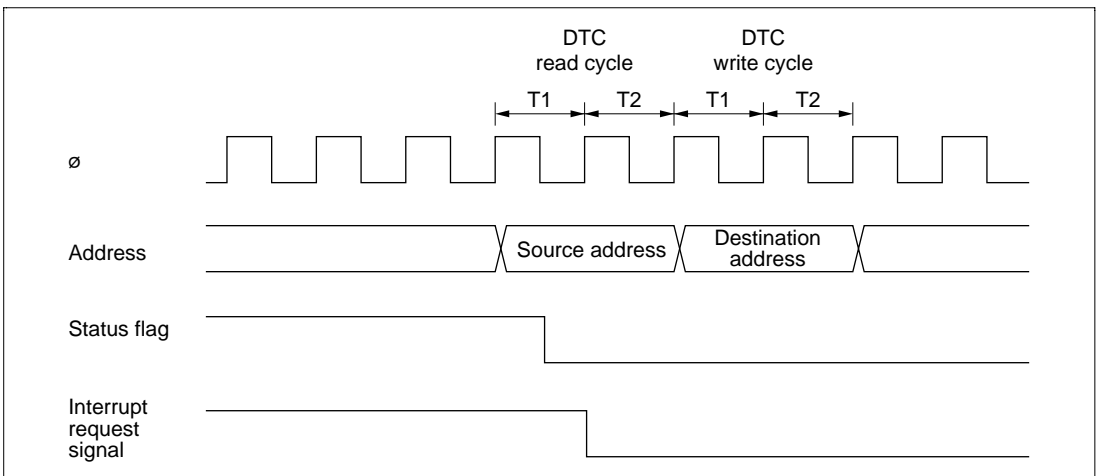 DTC
read cycle
DTC
write cycle
T1
T2
T1
T2
ø
Address
Source address
Destination
address
Status flag
Interrupt
request
signal